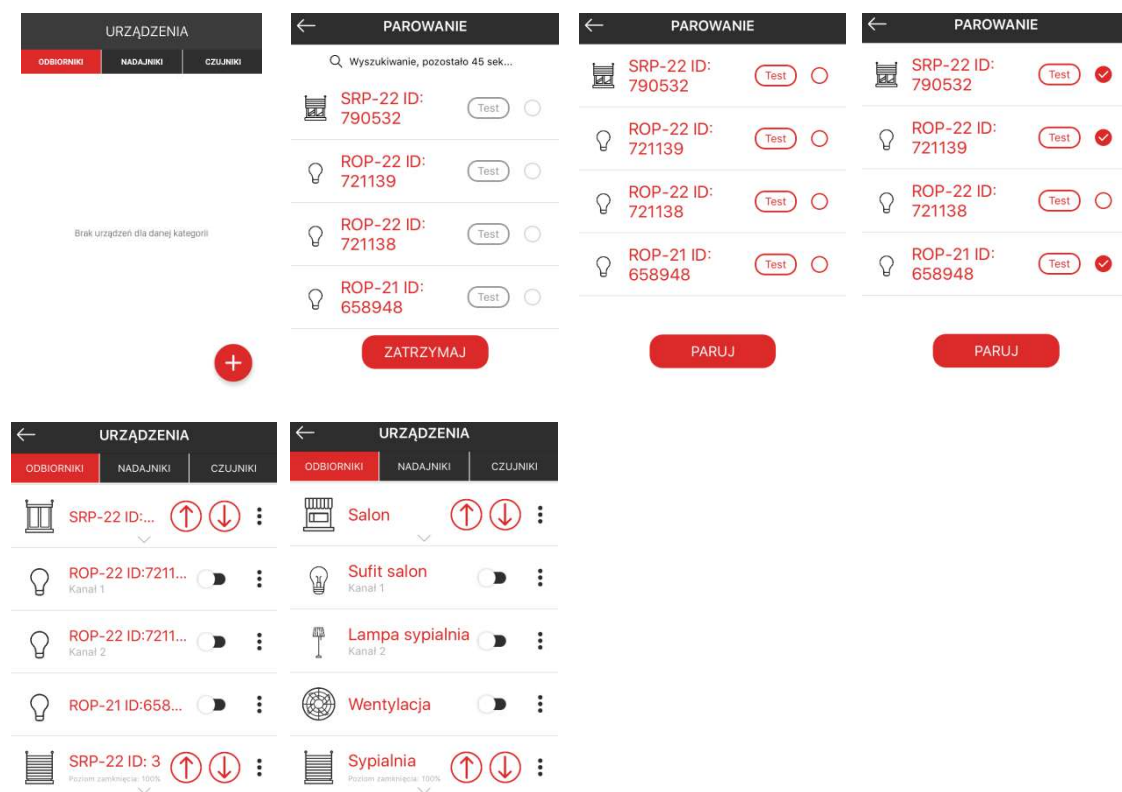 URZĄDZENIA
ODBIORNIKI NADAJNIKI CZUJNIKI
Brak urządzeń dla danej kategorii
+
PAROWANIE
Wyszukiwanie, pozostało 45 sek...
SRP-22 ID:
790532
Test
ROP-22 ID:
721139
Test
ROP-22 ID:
721138
Test
ROP-21 ID:
658948
Test
ZATRZYMAJ
PAROWANIE
SRP-22 ID:
790532
Test
ROP-22 ID:
721139
Test
ROP-22 ID:
721138
Test
ROP-21 ID:
658948
Test
PARUJ
PAROWANIE
SRP-22 ID:
790532
Test
ROP-22 ID:
721139
Test
ROP-22 ID:
721138
Test
ROP-21 ID:
658948
Test
PARUJ
URZĄDZENIA
ODBIORNIKI NADAJNIKI CZUJNIKI
SRP-22 ID:...
ROP-22 ID:7211...
Kanał 1
ROP-22 ID:7211...
Kanał 2
ROP-21 ID:658...
SRP-22 ID: 3
Poziom zamknięcia: 100%
URZĄDZENIA
ODBIORNIKI NADAJNIKI CZUJNIKI
Salon
Sufit salon
Kanał 1
Lampa sypialnia
Kanał 2
Wentylacja
Sypialnia
Poziom zamknięcia: 100%